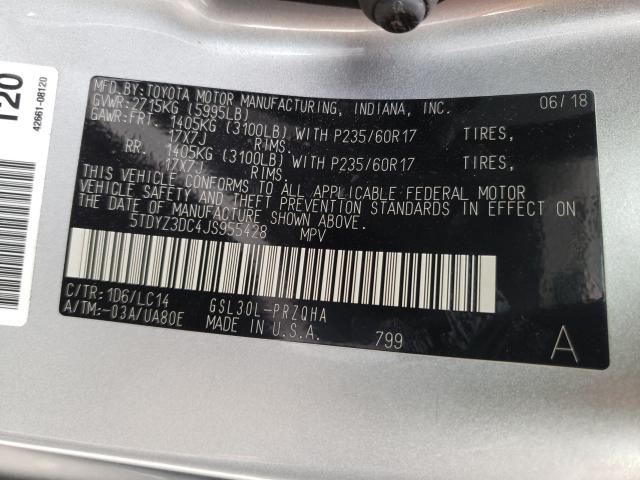 120
42661-08120
MFD.BY:TOYOTA MOTOR MANUFACTURING, INDIANA, INC. 06/18
GVWR:2715KG (5995LB)
GAWR:FRT- 1405KG (3100LB) WITH P235/60R17 TIRES,
17X7J RIMS.
RR. 1405KG (3100LB) WITH P235/60R17 TIRES,
17X7J RIMS.
THIS VEHICLE CONFORMS TO ALL APPLICABLE FEDERAL MOTOR
VEHICLE SAFETY AND THEFT PREVENTION STANDARDS IN EFFECT ON
THE DATE OF MANUFACTURE SHOWN ABOVE.
5TDYZ3DC4JS955428 MPV
C/TR:1D6/LC14 GSL30L-PRZQHA
A/TM:-03A/UA80E MADE IN U.S.A. 799 A